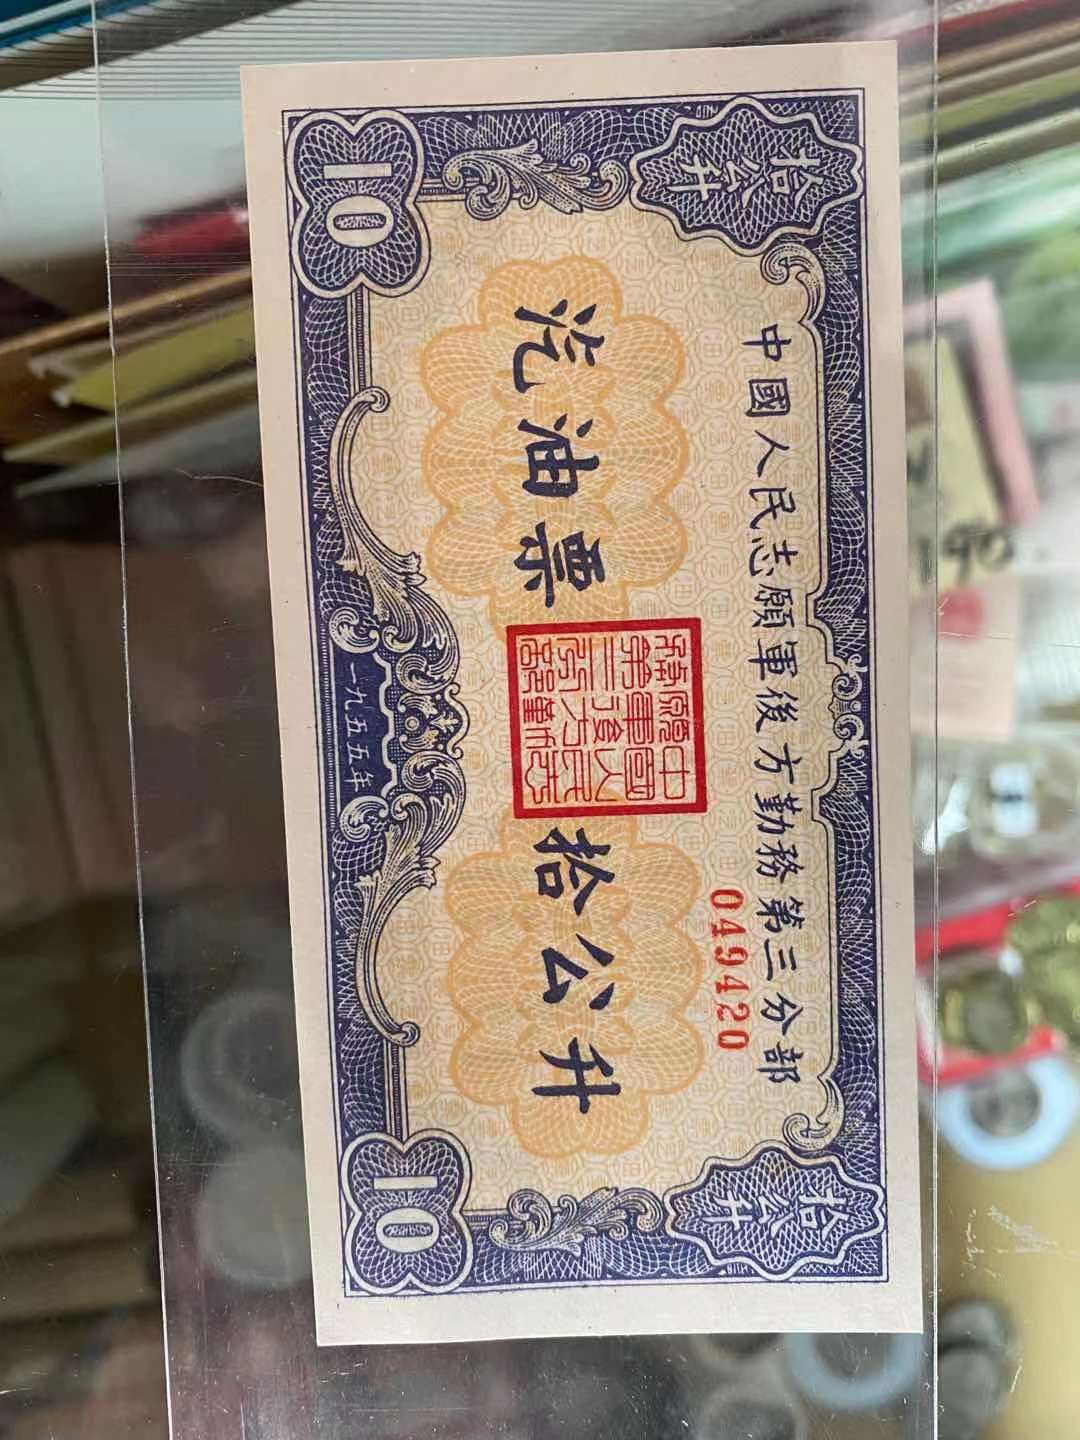 拾公升 中國人民志願軍後方勤務第三分部 拾公升
049420
汽油票 拾公升
10 一九五五年 10